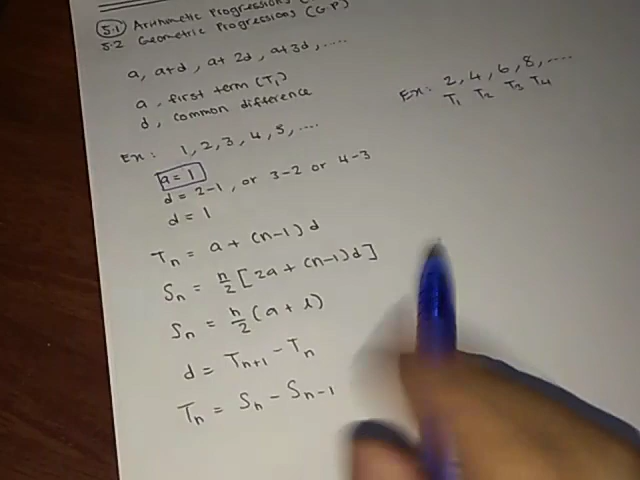 5.1 Arithmetic Progressions
5.2 Geometric Progressions (GP)
a, a+d, a+2d, a+3d, .....
a, first term (T₁)
d, common difference
Ex: 1, 2, 3, 4, 5, ....
a = 1
d = 2-1, or 3-2 or 4-3
d = 1
Tₙ = a + (n-1)d
Sₙ = n/2 [2a + (n-1)d]
Sₙ = n/2 (a + l)
d = Tₙ₊₁ - Tₙ
Tₙ = Sₙ - Sₙ₋₁
Ex: 2, 4, 6, 8, ....
T₁ T₂ T₃ T₄